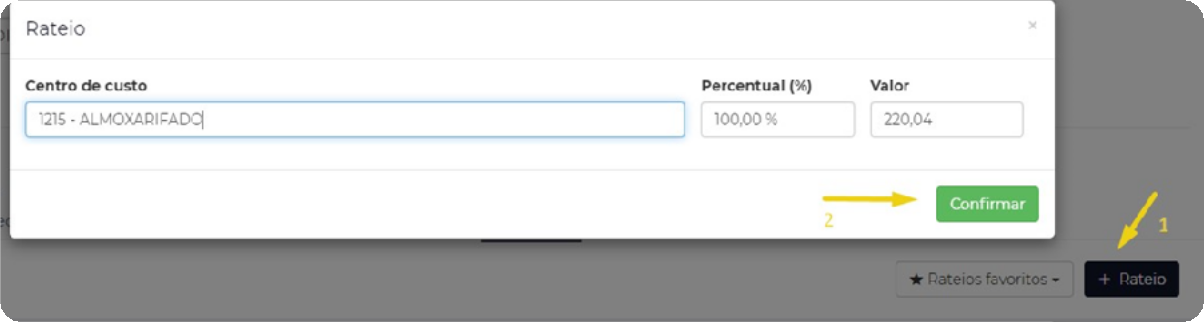 Rateio ×
Centro de custo Percentual (%) Valor
1215 - ALMOXARIFADO 100,00 % 220,04
2 Confirmar
1
★ Rateios favoritos + Rateio